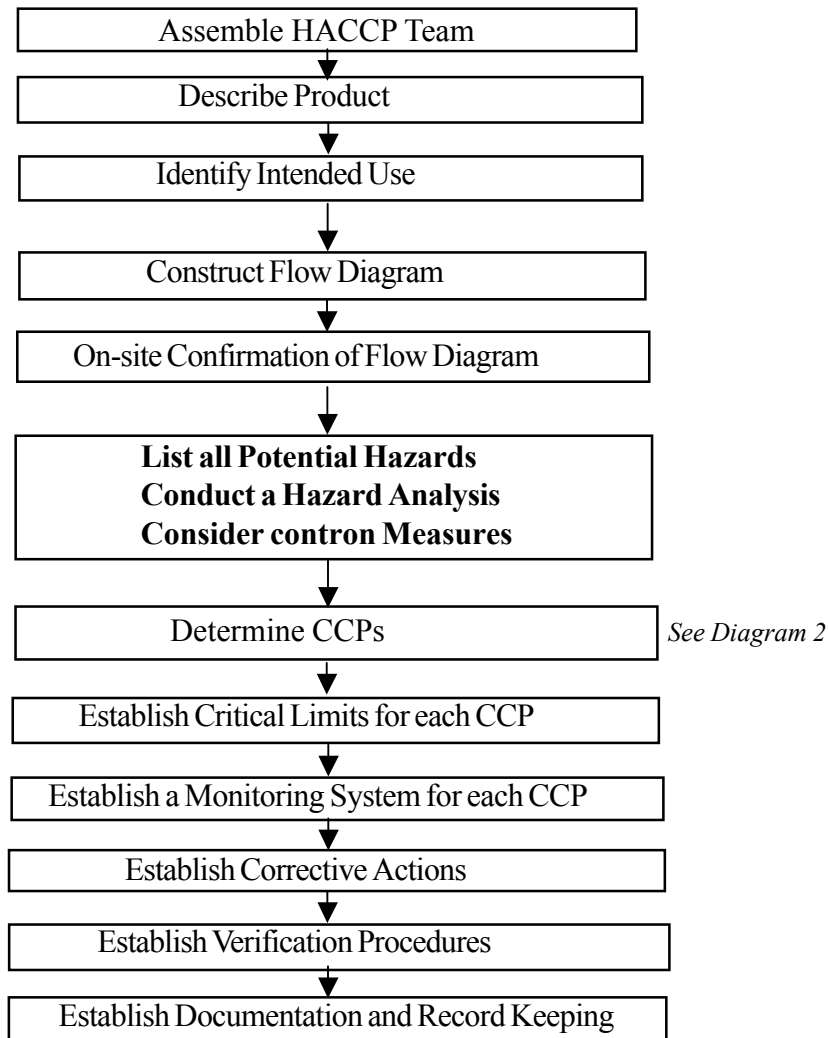 Assemble HACCP Team
Describe Product
Identify Intended Use
Construct Flow Diagram
On-site Confirmation of Flow Diagram
List all Potential Hazards
Conduct a Hazard Analysis
Consider contron Measures
Determine CCPs
See Diagram 2
Establish Critical Limits for each CCP
Establish a Monitoring System for each CCP
Establish Corrective Actions
Establish Verification Procedures
Establish Documentation and Record Keeping